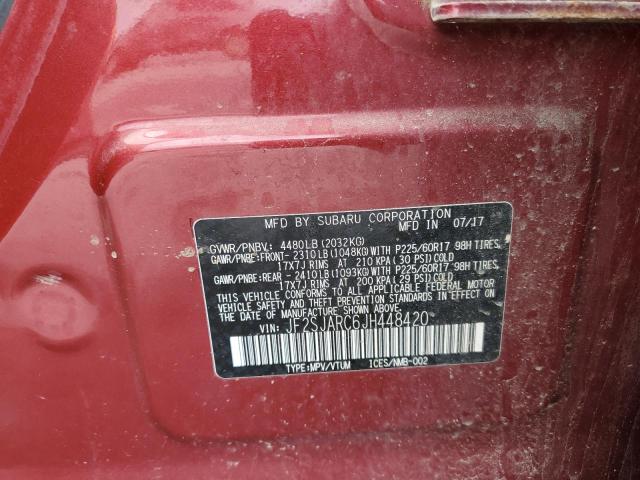 MFD BY SUBARU CORPORATION
MFD IN 07/17
GVWR/PNBV: 4480LB(2032KG)
GAWR/PNBE:FRONT-2310LB(1048KG)WITH P225/60R17 98H TIRES,
17X7J RIMS AT 210 KPA(30 PSI)COLD
GAWR/PNBE:REAR -2410LB(1093KG)WITH P225/60R17 98H TIRES,
17X7J RIMS AT 200 KPA(29 PSI)COLD
THIS VEHICLE CONFORMS TO ALL APPLICABLE FEDERAL MOTOR
VEHICLE SAFETY AND THEFT PREVENTION STANDARDS IN EFFECT
ON THE DATE OF MANUFACTURE SHOWN ABOVE.
VIN: JF2SJARC6JH448420
TYPE:MPV/VTUM ICES/NMB-002